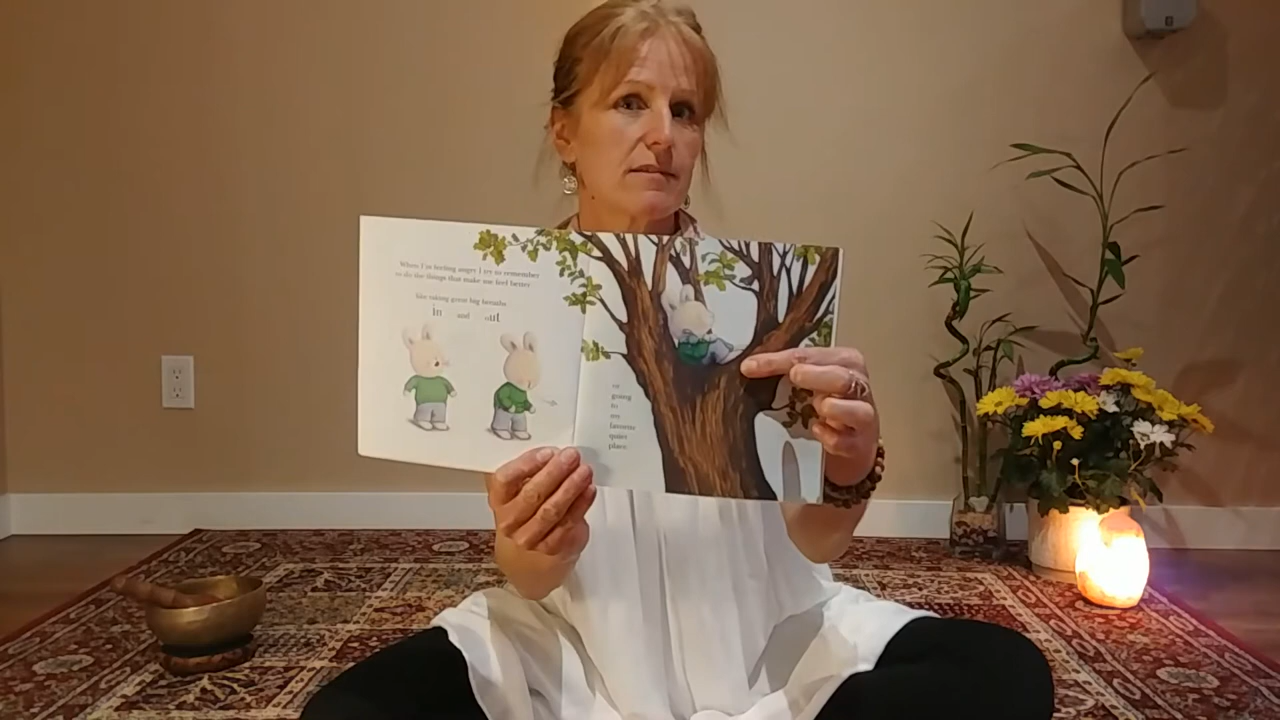 When I'm feeling angry I try to remember
to do the things that make me feel better
like taking great big breaths
in and out
or
going
to
my
favorite
quiet
place